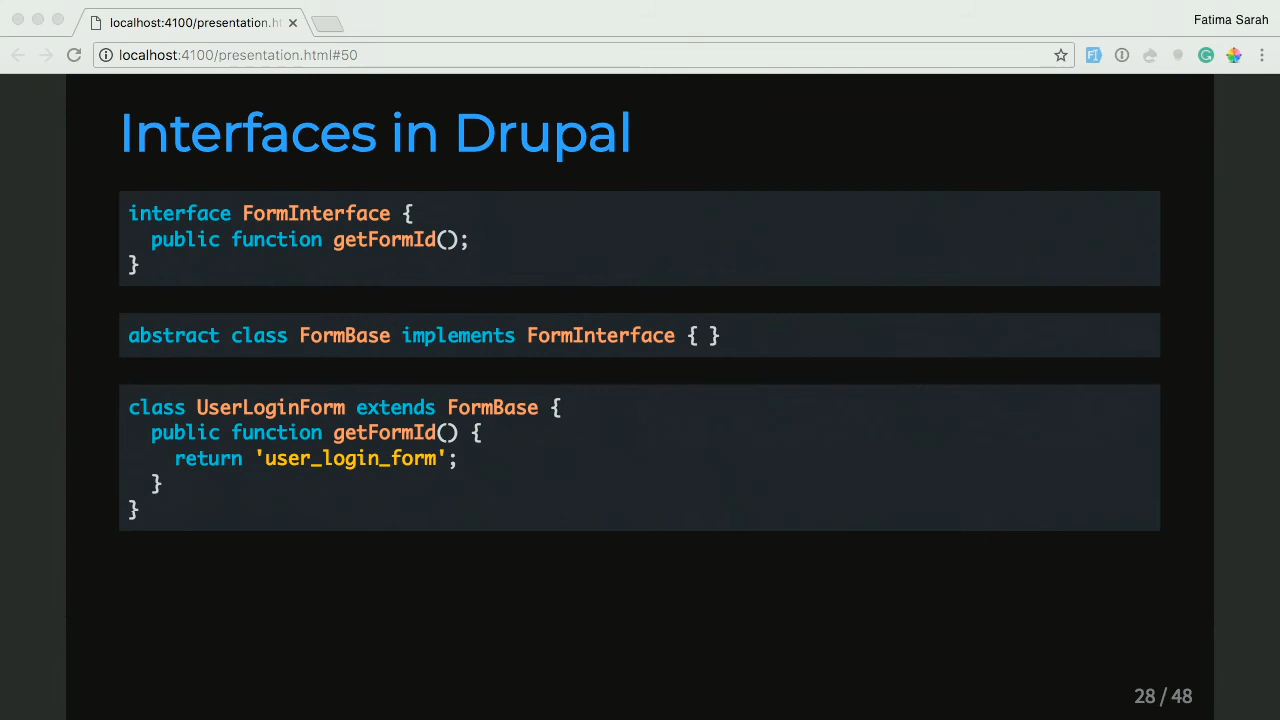 localhost:4100/presentation.h
Fatima Sarah
localhost:4100/presentation.html#50
Interfaces in Drupal
interface FormInterface {
  public function getFormId();
}
abstract class FormBase implements FormInterface { }
class UserLoginForm extends FormBase {
  public function getFormId() {
    return 'user_login_form';
  }
}
28 / 48